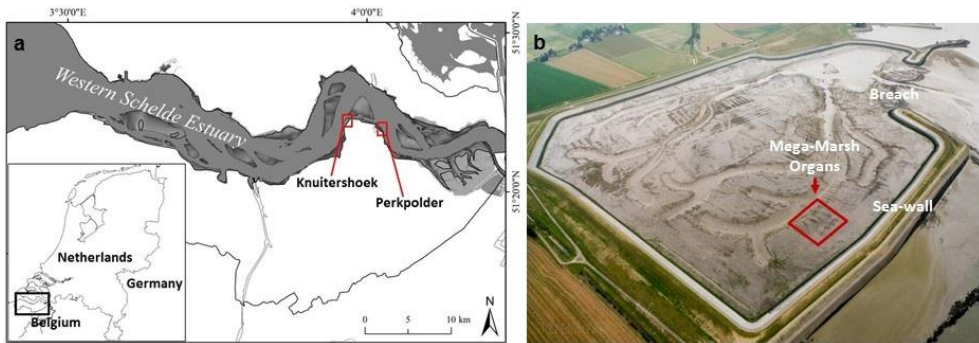 a
3°30'0"E
4°0'0"E
51°30'0"N
51°20'0"N
Western Schelde Estuary
Knuitershoek
Perkpolder
Netherlands
Germany
Belgium
N
0 5 10 km
b
Breach
Mega-Marsh
Organs
Sea-wall